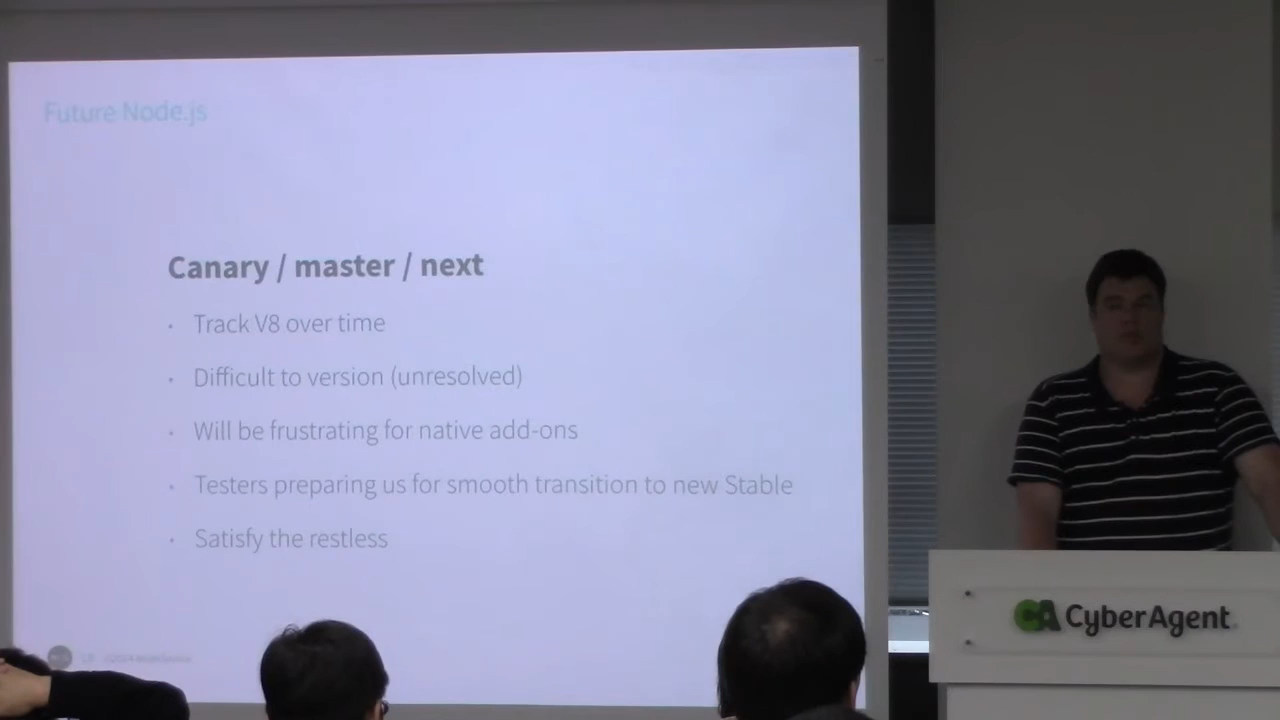 Future Node.js
Canary / master / next
• Track V8 over time
• Difficult to version (unresolved)
• Will be frustrating for native add-ons
• Testers preparing us for smooth transition to new Stable
• Satisfy the restless
CA CyberAgent